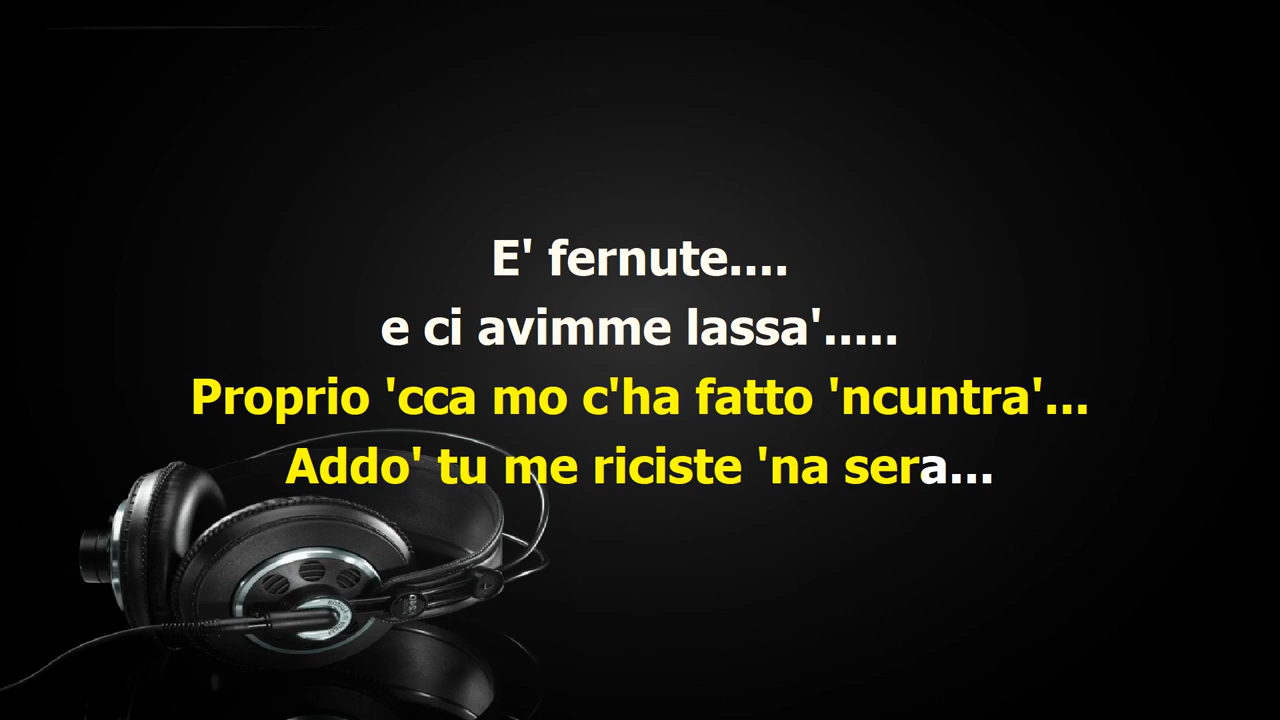 E' fernute....
e ci avimme lassa'.....
Proprio 'cca mo c'ha fatto 'ncuntra'...
Addo' tu me riciste 'na sera...